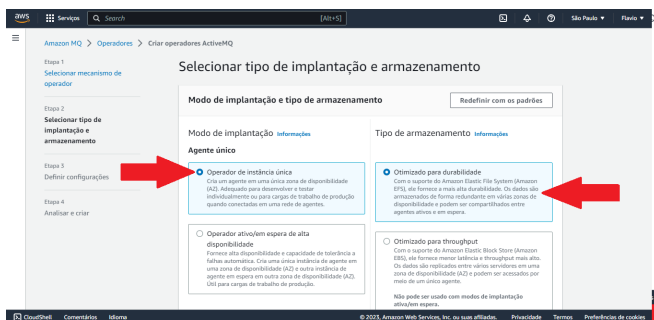 aws
Serviços
Search
[Alt+S]
São Paulo ▼
Flavio ▼
Amazon MQ > Operadores > Criar operadores ActiveMQ
Etapa 1
Selecionar mecanismo de
operador
Etapa 2
Selecionar tipo de
implantação e
armazenamento
Etapa 3
Definir configurações
Etapa 4
Analisar e criar
Selecionar tipo de implantação e armazenamento
Modo de implantação e tipo de armazenamento
Redefinir com os padrões
Modo de implantação Informações
Agente único
Operador de instância única
Cria um agente em uma única zona de disponibilidade
(AZ). Adequado para desenvolver e testar
individualmente ou para cargas de trabalho de produção
quando conectadas em uma rede de agentes.
Operador ativo/em espera de alta
disponibilidade
Fornece alta disponibilidade e capacidade de tolerância a
falhas automática. Cria uma única instância de agente em
uma zona de disponibilidade (AZ) e outra instância de
agente em espera em outra zona de disponibilidade (AZ).
Útil para cargas de trabalho de produção.
Tipo de armazenamento Informações
Otimizado para durabilidade
Com o suporte do Amazon Elastic File System (Amazon
EFS), ele fornece a mais alta durabilidade. Os dados são
armazenados de forma redundante em várias zonas de
disponibilidade e podem ser compartilhados entre
agentes ativos e em espera.
Otimizado para throughput
Com o suporte do Amazon Elastic Block Store (Amazon
EBS), ele fornece menor latência e throughput mais alto.
Os dados são replicados entre vários servidores em uma
zona de disponibilidade (AZ) e podem ser acessados por
meio de um único agente.
Não pode ser usado com modos de implantação
ativa/em espera.
CloudShell
Comentários
Idioma
© 2023, Amazon Web Services, Inc. ou suas afiliadas.
Privacidade
Termos
Preferências de cookies